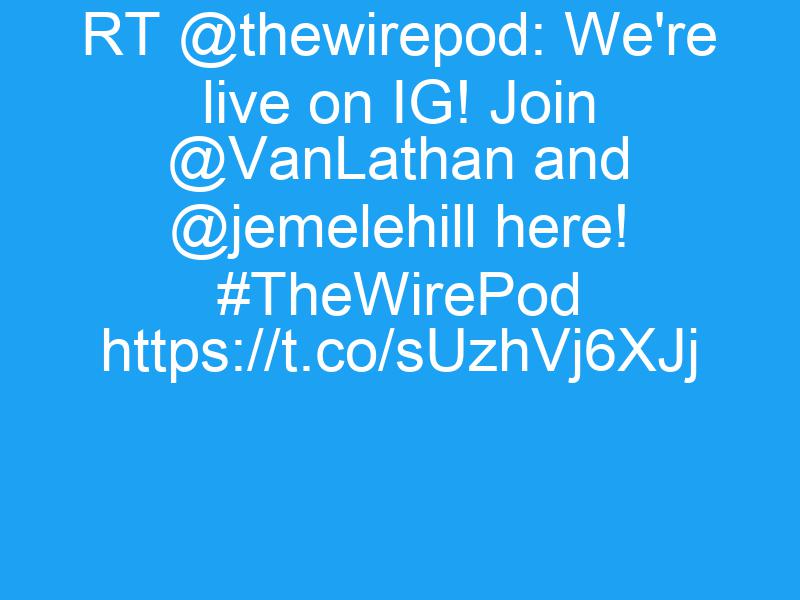 RT @thewirepod: We're
live on IG! Join
@VanLathan and
@jemelehill here!
#TheWirePod
https://t.co/sUzhVj6XJj